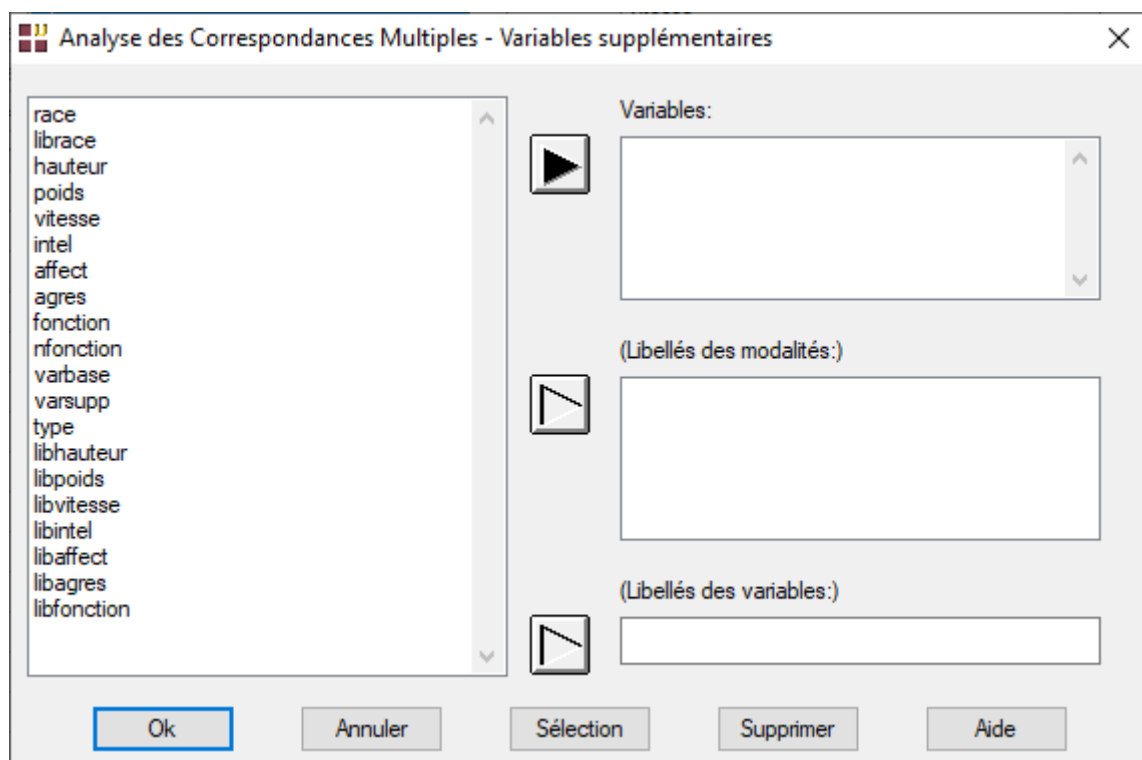 Analyse des Correspondances Multiples - Variables supplémentaires
race
librace
hauteur
poids
vitesse
intel
affect
agres
fonction
nfonction
varbase
varsupp
type
libhauteur
libpoids
libvitesse
libintel
libaffect
libagres
libfonction
Variables:
(Libellés des modalités:)
(Libellés des variables:)
Ok
Annuler
Sélection
Supprimer
Aide